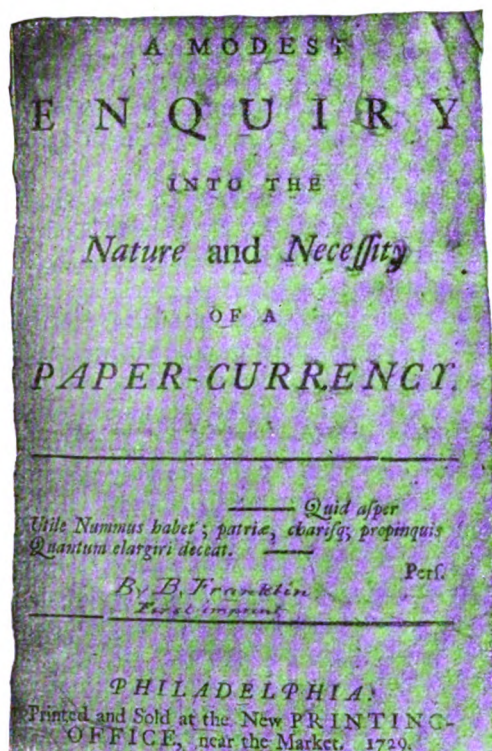 A MODEST
ENQUIRY
INTO THE
Nature and Neceſſity
OF A
PAPER-CURRENCY.
Quid aſper
Utile Nummus habet; patriæ, chariſq; propinquis
Quantum elargiri deceat.
Perſ.
By B. Franklin
First imprint
PHILADELPHIA:
Printed and Sold at the New PRINTING-
OFFICE, near the Market. 1729.